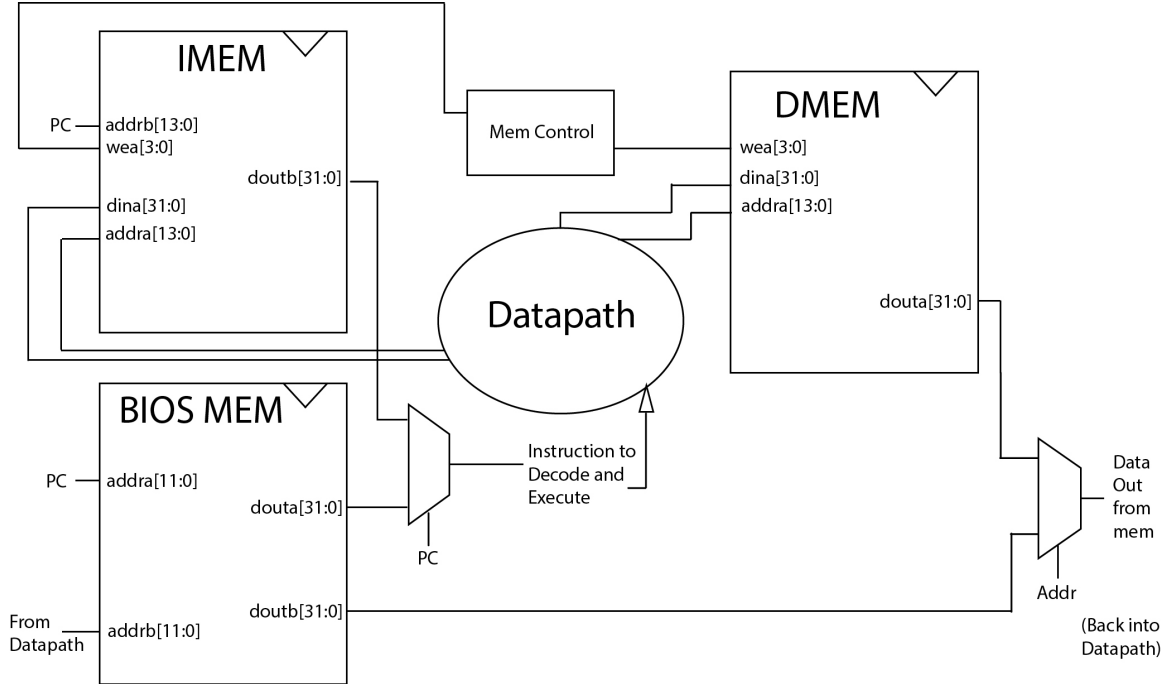 IMEM
PC
addrb[13:0]
wea[3:0]
doutb[31:0]
dina[31:0]
addra[13:0]
Mem Control
DMEM
wea[3:0]
dina[31:0]
addra[13:0]
douta[31:0]
Datapath
BIOS MEM
PC
addra[11:0]
douta[31:0]
doutb[31:0]
From
Datapath
addrb[11:0]
Instruction to
Decode and
Execute
PC
Data
Out
from
mem
Addr
(Back into
Datapath)